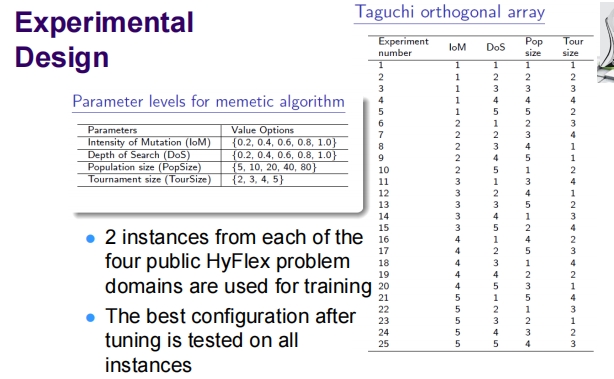 Experimental
Design
Parameter levels for memetic algorithm
Parameters Value Options
Intensity of Mutation (IoM) {0.2, 0.4, 0.6, 0.8, 1.0}
Depth of Search (DoS) {0.2, 0.4, 0.6, 0.8, 1.0}
Population size (PopSize) {5, 10, 20, 40, 80}
Tournament size (TourSize) {2, 3, 4, 5}
• 2 instances from each of the
four public HyFlex problem
domains are used for training
• The best configuration after
tuning is tested on all
instances
Taguchi orthogonal array
Experiment number IoM DoS Pop size Tour size
1 1 1 1 1
2 1 2 2 2
3 1 3 3 3
4 1 4 4 4
5 1 5 5 2
6 2 1 2 3
7 2 2 3 4
8 2 3 4 1
9 2 4 5 1
10 2 5 1 2
11 3 1 3 4
12 3 2 4 1
13 3 3 5 2
14 3 4 1 3
15 3 5 2 4
16 4 1 4 2
17 4 2 5 3
18 4 3 1 4
19 4 4 2 2
20 4 5 3 1
21 5 1 5 4
22 5 2 1 3
23 5 3 2 1
24 5 4 3 2
25 5 5 4 3